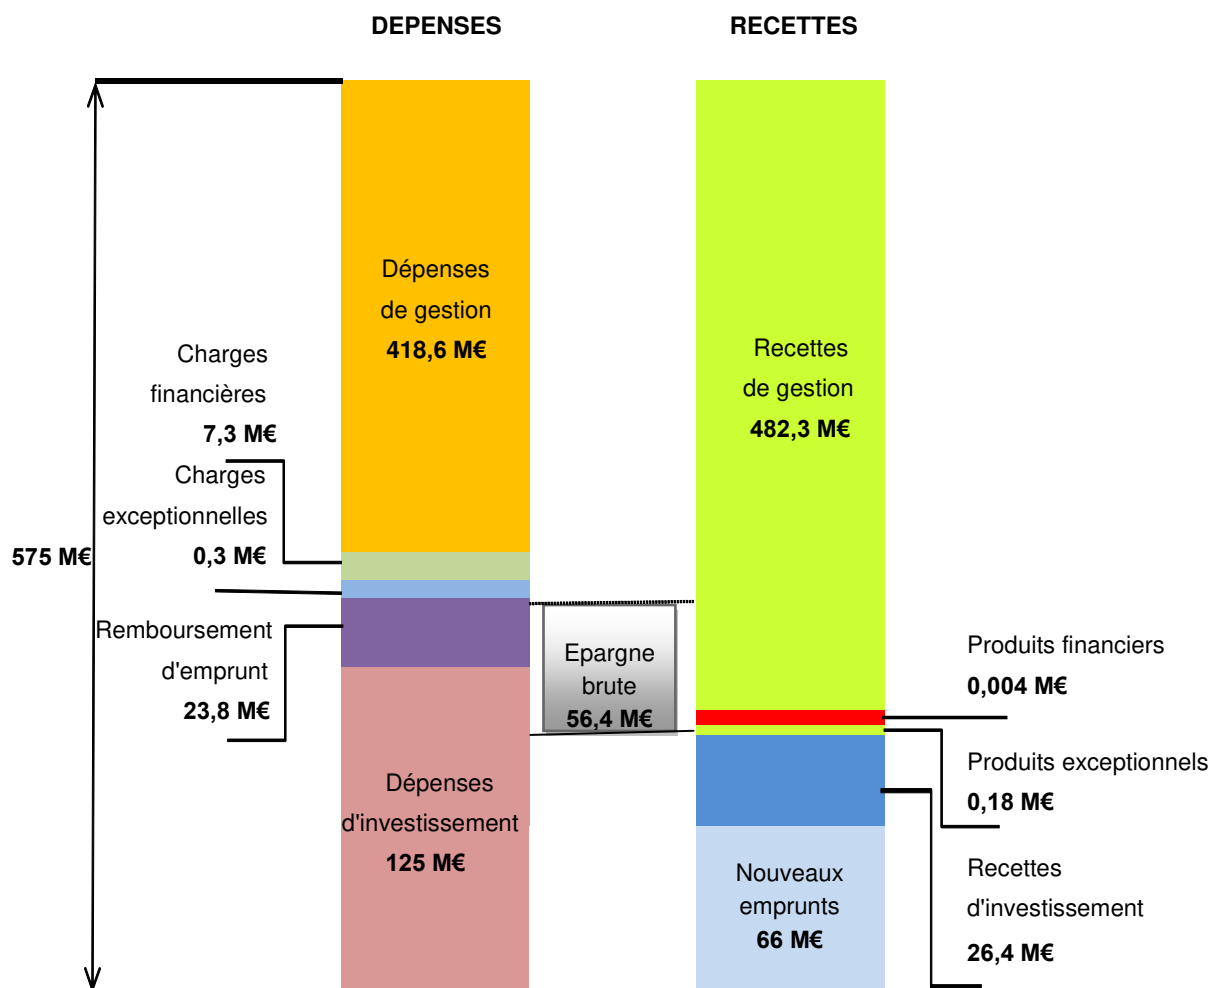 DEPENSES
RECETTES
Dépenses
de gestion
418,6 M€
Charges
financières
7,3 M€
Charges
exceptionnelles
0,3 M€
575 M€
Remboursement
d'emprunt
23,8 M€
Dépenses
d'investissement
125 M€
Epargne
brute
56,4 M€
Recettes
de gestion
482,3 M€
Produits financiers
0,004 M€
Produits exceptionnels
0,18 M€
Recettes
d'investissement
26,4 M€
Nouveaux
emprunts
66 M€